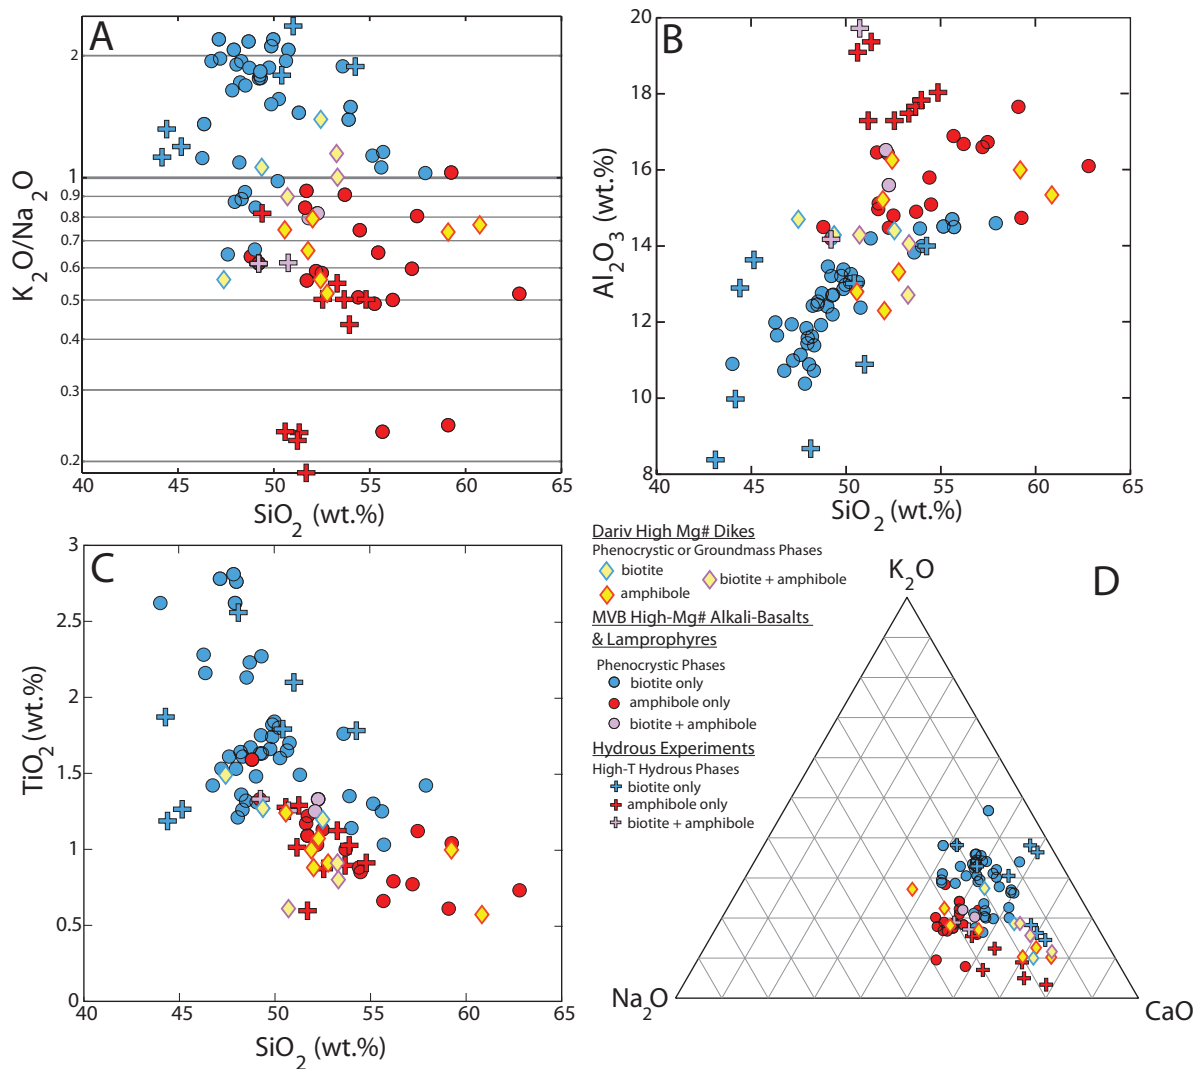 A
2
1
0.9
0.8
0.7
0.6
0.5
0.4
0.3
0.2
K2O/Na2O
40
45
50
55
60
65
SiO2 (wt.%)
B
20
18
16
14
12
10
8
Al2O3 (wt.%)
40
45
50
55
60
65
SiO2 (wt.%)
C
3
2.5
2
1.5
1
0.5
0
TiO2 (wt.%)
40
45
50
55
60
65
SiO2 (wt.%)
Dariv High Mg# Dikes
Phenocrystic or Groundmass Phases
biotite
biotite + amphibole
amphibole
MVB High-Mg# Alkali-Basalts
& Lamprophyres
Phenocrystic Phases
biotite only
amphibole only
biotite + amphibole
Hydrous Experiments
High-T Hydrous Phases
biotite only
amphibole only
biotite + amphibole
D
K2O
Na2O
CaO